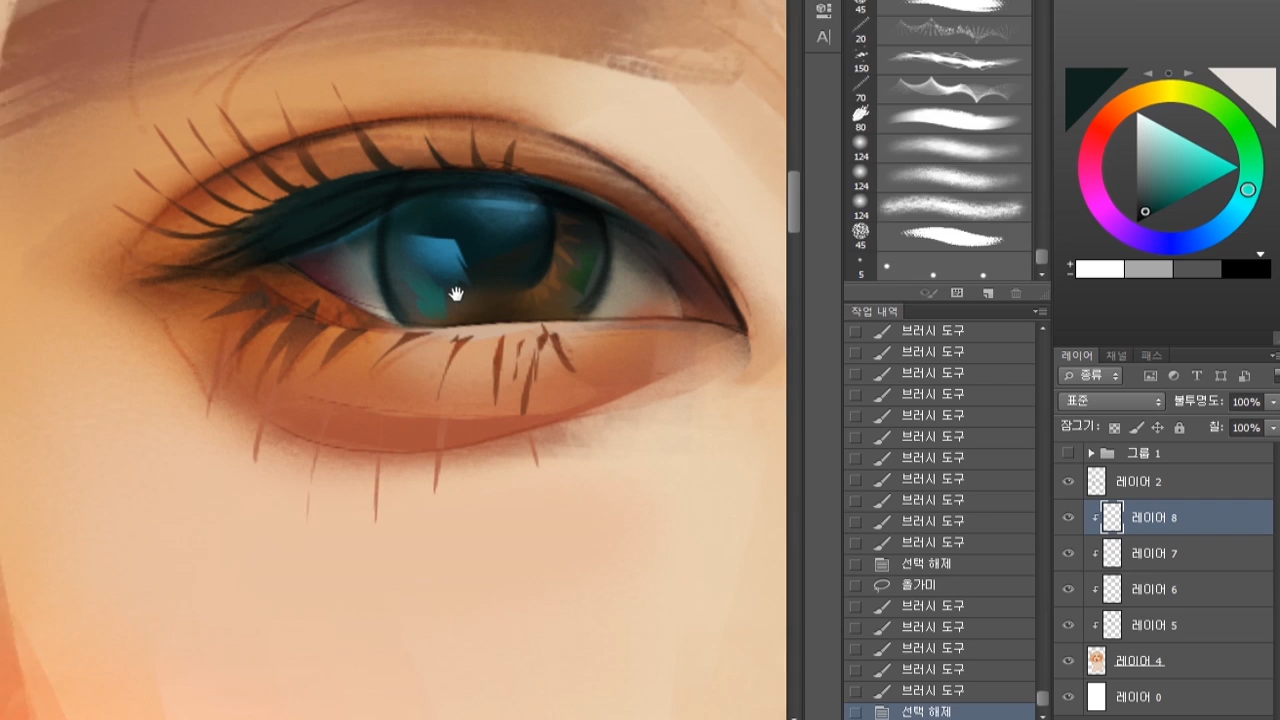 45
20
150
70
80
124
124
124
45
5
A
작업 내역
브러시 도구
브러시 도구
브러시 도구
브러시 도구
브러시 도구
브러시 도구
브러시 도구
브러시 도구
브러시 도구
브러시 도구
브러시 도구
선택 해제
올가미
브러시 도구
브러시 도구
브러시 도구
브러시 도구
브러시 도구
선택 해제
레이어 채널 패스
종류 T
표준 불투명도: 100%
잠그기: 칠: 100%
그룹 1
레이어 2
레이어 8
레이어 7
레이어 6
레이어 5
레이어 4
레이어 0